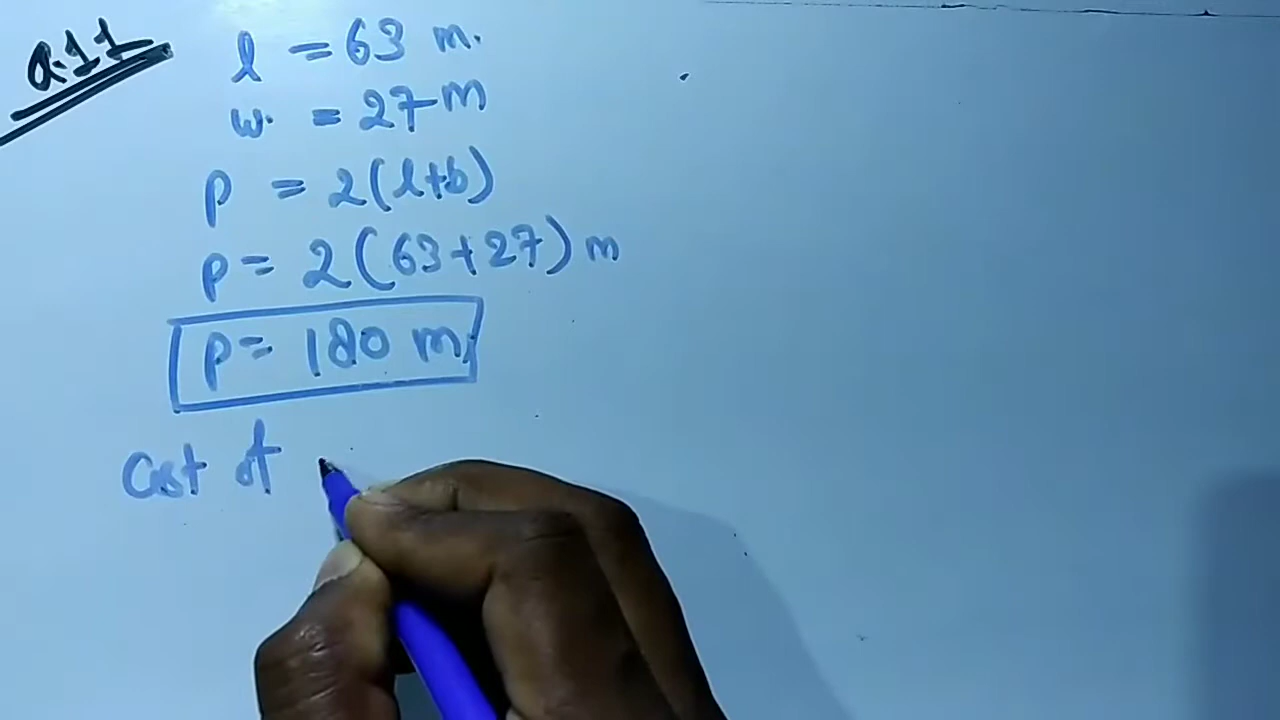 Q.11
l = 63 m.
w. = 27 m
p = 2(l+b)
p = 2(63+27) m
p = 180 m
Cost of